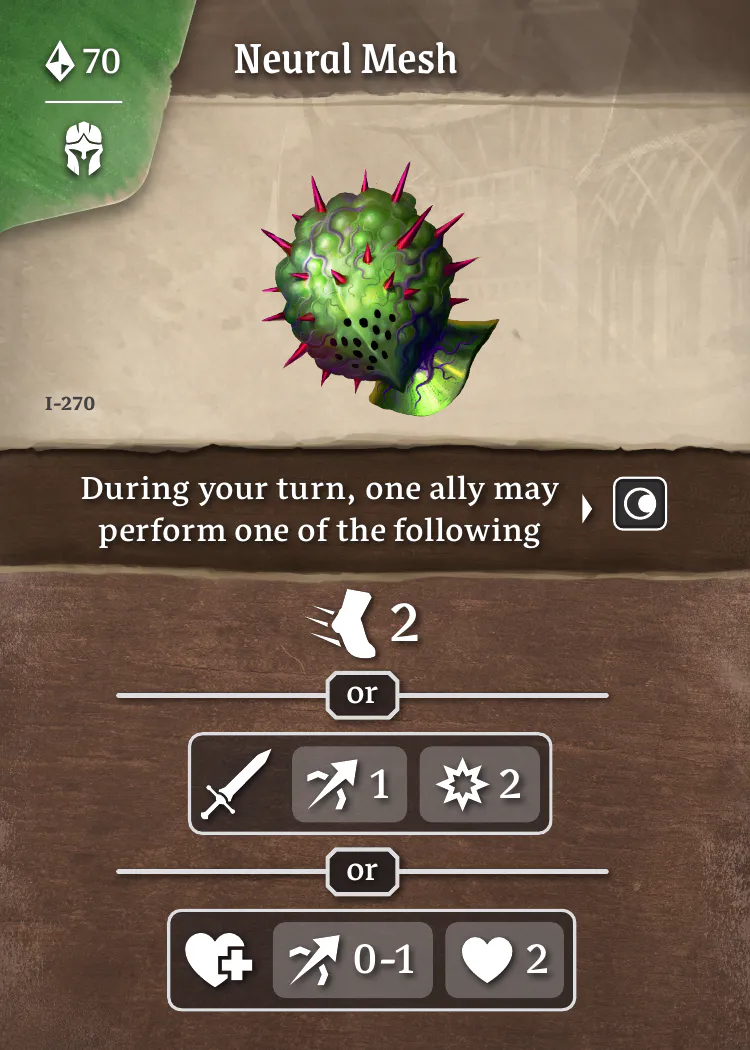 70
Neural Mesh
I-270
During your turn, one ally may
perform one of the following
2
or
1 2
or
0-1 2